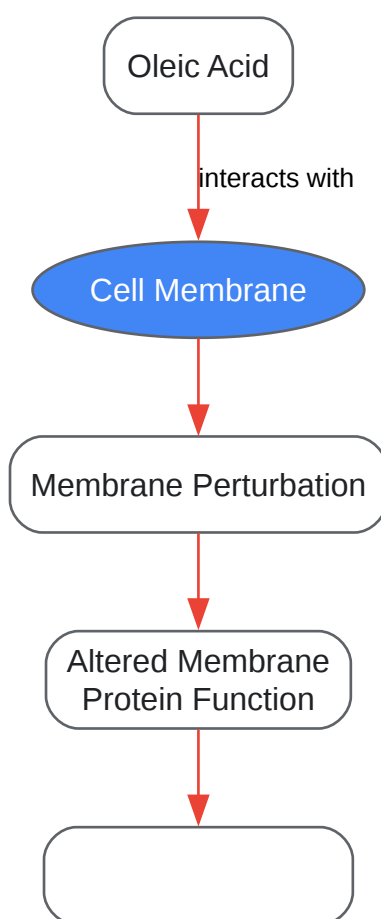 Oleic Acid
interacts with
Cell Membrane
Membrane Perturbation
Altered Membrane
Protein Function